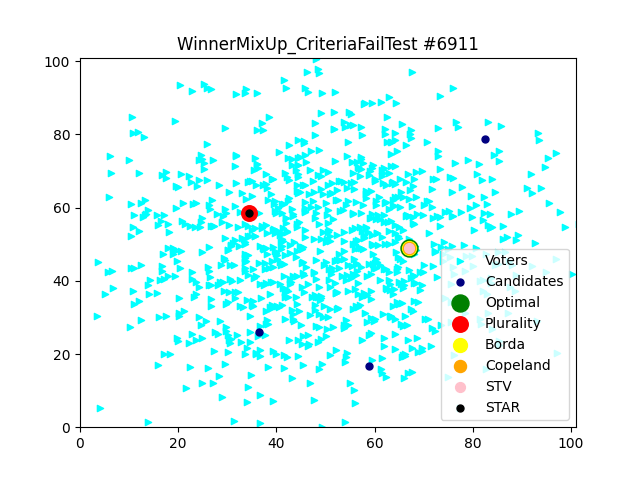 WinnerMixUp_CriteriaFailTest #6911
100
80
60
40
20
0
0 20 40 60 80 100
Voters
Candidates
Optimal
Plurality
Borda
Copeland
STV
STAR